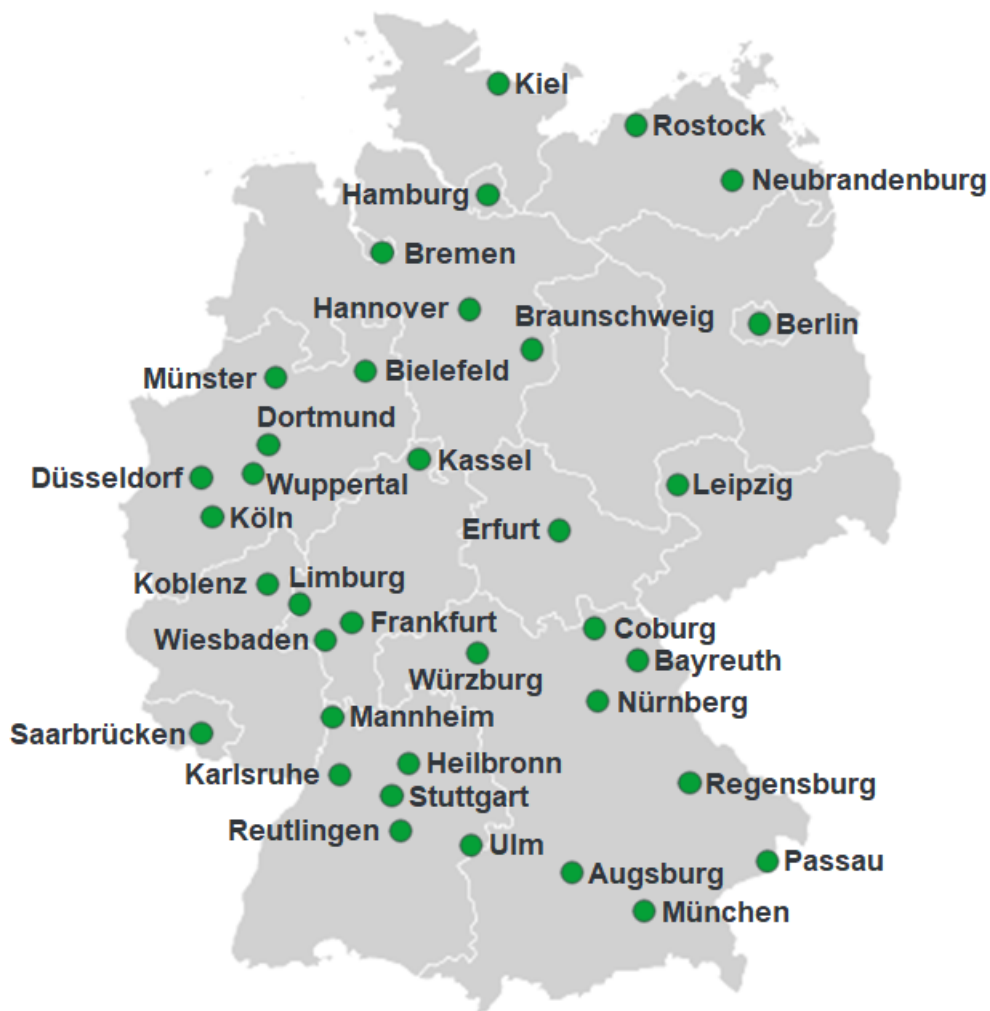 Kiel
Rostock
Neubrandenburg
Hamburg
Bremen
Hannover
Braunschweig
Berlin
Münster
Bielefeld
Dortmund
Düsseldorf
Wuppertal
Kassel
Leipzig
Köln
Erfurt
Koblenz
Limburg
Frankfurt
Coburg
Wiesbaden
Bayreuth
Würzburg
Nürnberg
Mannheim
Saarbrücken
Heilbronn
Karlsruhe
Regensburg
Stuttgart
Reutlingen
Ulm
Passau
Augsburg
München